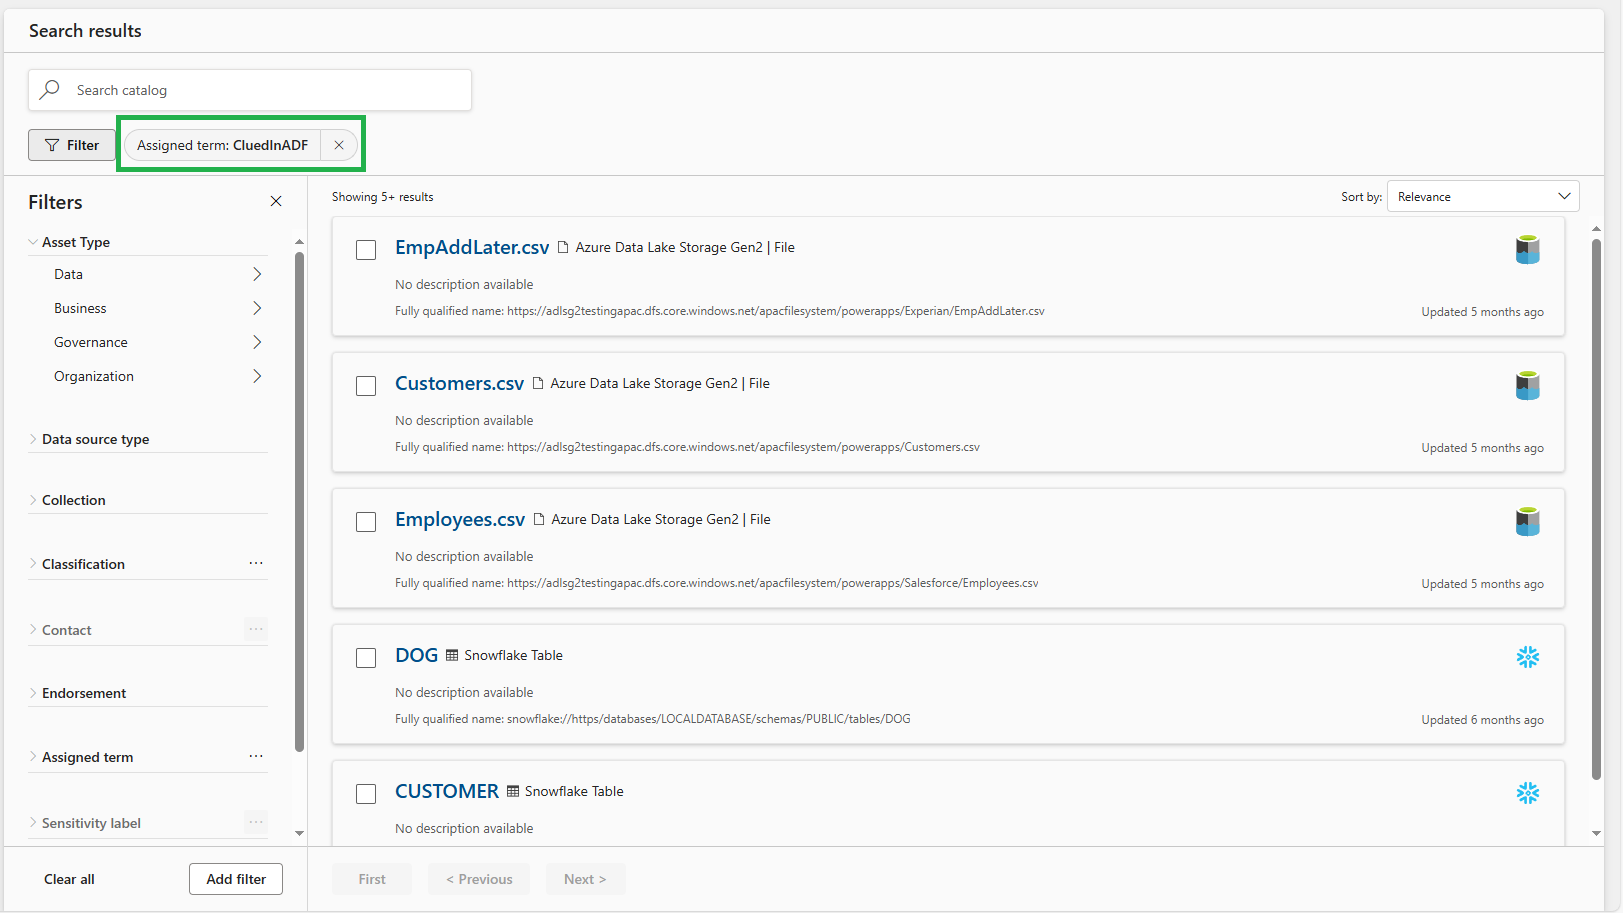 Search results
Search catalog
Filter
Assigned term: CluedInADF
Filters
Asset Type
Data
Business
Governance
Organization
Data source type
Collection
Classification
Contact
Endorsement
Assigned term
Sensitivity label
Clear all
Add filter
Showing 5+ results
Sort by: Relevance
EmpAddLater.csv Azure Data Lake Storage Gen2 | File
No description available
Fully qualified name: https://adlsg2testingapac.dfs.core.windows.net/apacfilesystem/powerapps/Experian/EmpAddLater.csv
Updated 5 months ago
Customers.csv Azure Data Lake Storage Gen2 | File
No description available
Fully qualified name: https://adlsg2testingapac.dfs.core.windows.net/apacfilesystem/powerapps/Customers.csv
Updated 5 months ago
Employees.csv Azure Data Lake Storage Gen2 | File
No description available
Fully qualified name: https://adlsg2testingapac.dfs.core.windows.net/apacfilesystem/powerapps/Salesforce/Employees.csv
Updated 5 months ago
DOG Snowflake Table
No description available
Fully qualified name: snowflake://https/databases/LOCALDATABASE/schemas/PUBLIC/tables/DOG
Updated 6 months ago
CUSTOMER Snowflake Table
No description available
First
< Previous
Next >